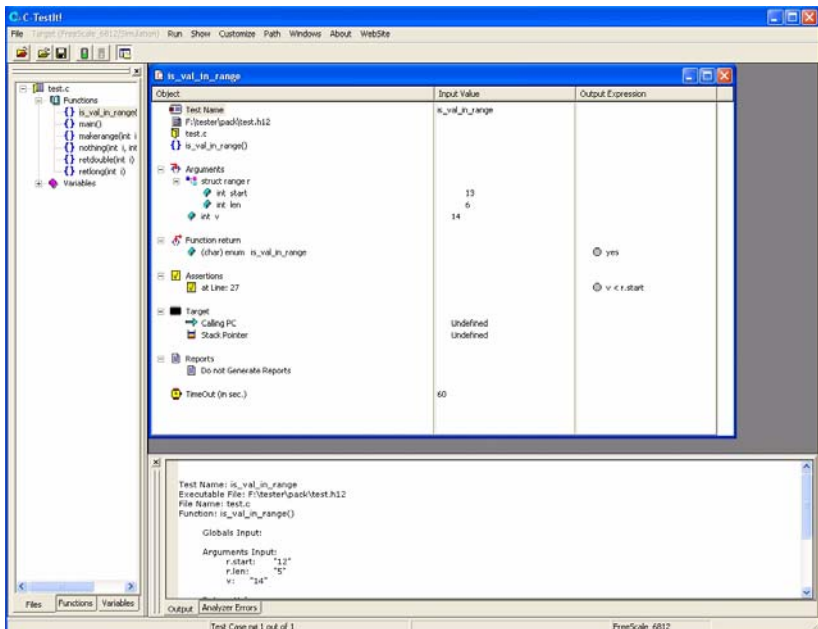 C-TestIt!
File Target (FreeScale_6812/Simulation) Run Show Customize Path Windows About WebSite
test.c
Functions
is_val_in_range(
main()
makerange(int i
nothing(int i, int
retdouble(int i)
retlong(int i)
Variables
Files Functions Variables
is_val_in_range
Object Input Value Output Expression
Test Name is_val_in_range
F:\tester\pack\test.h12
test.c
is_val_in_range()
Arguments
struct range r
int start 13
int len 6
int v 14
Function return
(char) enum is_val_in_range yes
Assertions
at Line: 27 v < r.start
Target
Calling PC Undefined
Stack Pointer Undefined
Reports
Do not Generate Reports
TimeOut (in sec.) 60
Test Name: is_val_in_range
Executable File: F:\tester\pack\test.h12
File Name: test.c
Function: is_val_in_range()
Globals Input:
Arguments Input:
r.start: "12"
r.len: "5"
v: "14"
Output Analyzer Errors
Test Case no 1 out of 1 FreeScale_6812